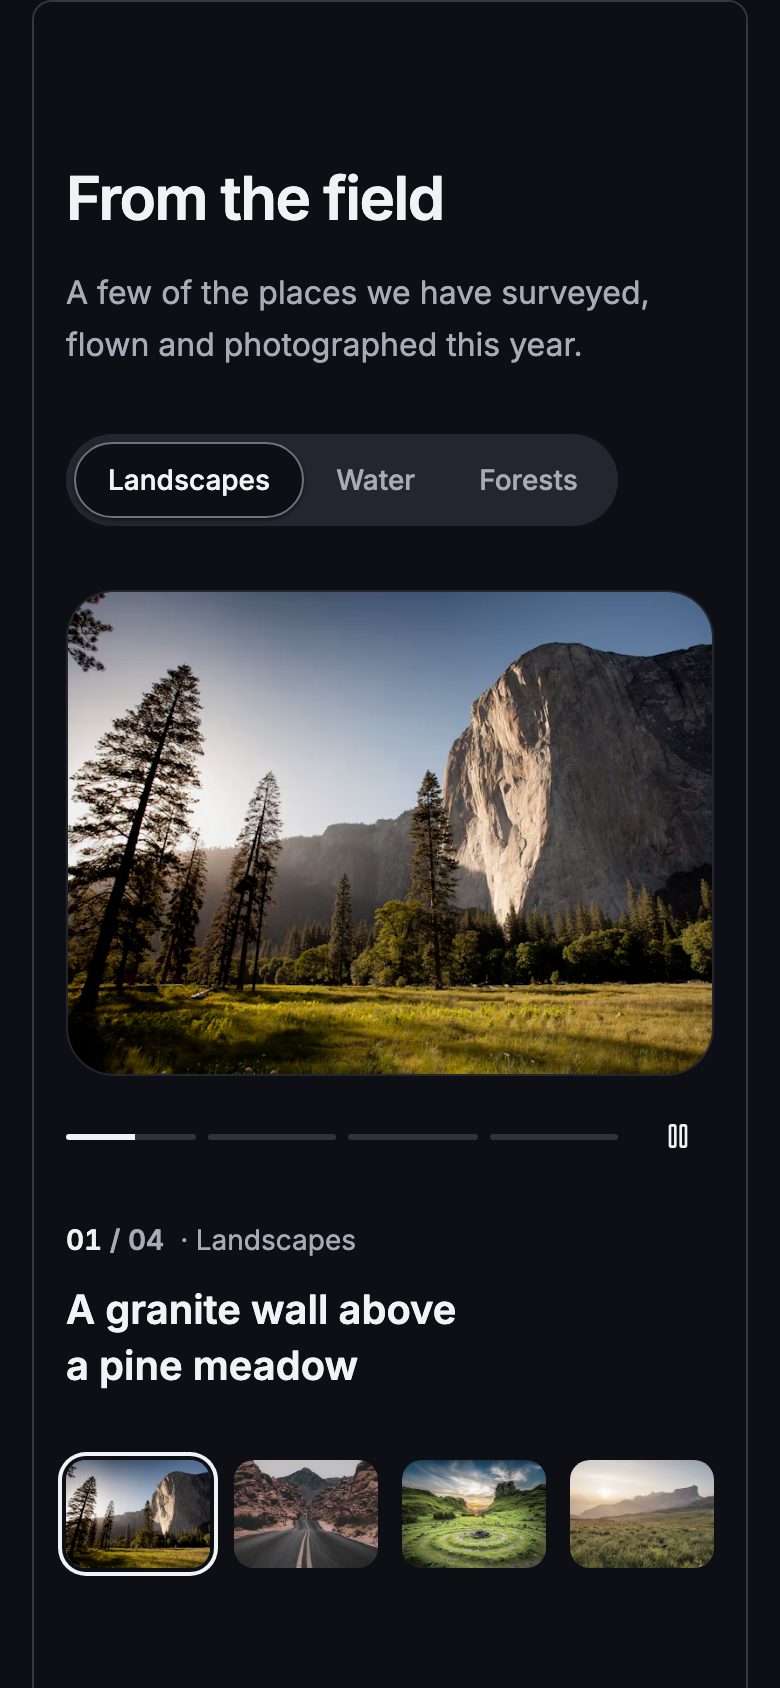 From the field
A few of the places we have surveyed,
flown and photographed this year.
Landscapes
Water
Forests
01 / 04 · Landscapes
A granite wall above
a pine meadow